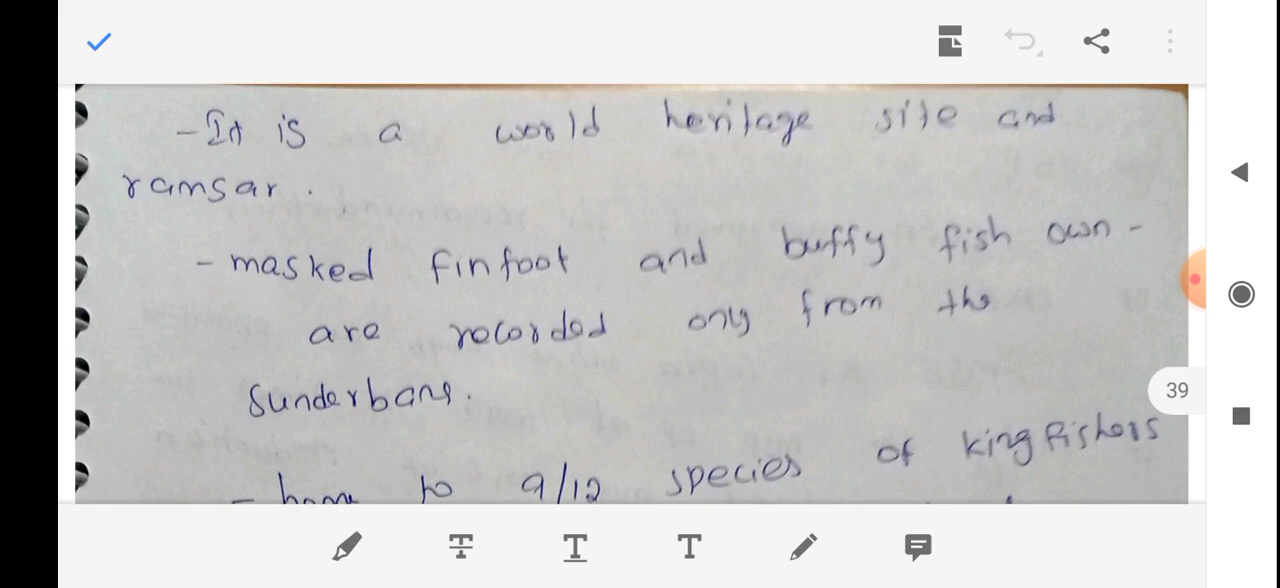 - It is a world heritage site and
ramsar.
- masked finfoot and buffy fish own -
are recorded only from the
Sunderbans.
39
- home to 9/12 species of kingfishers